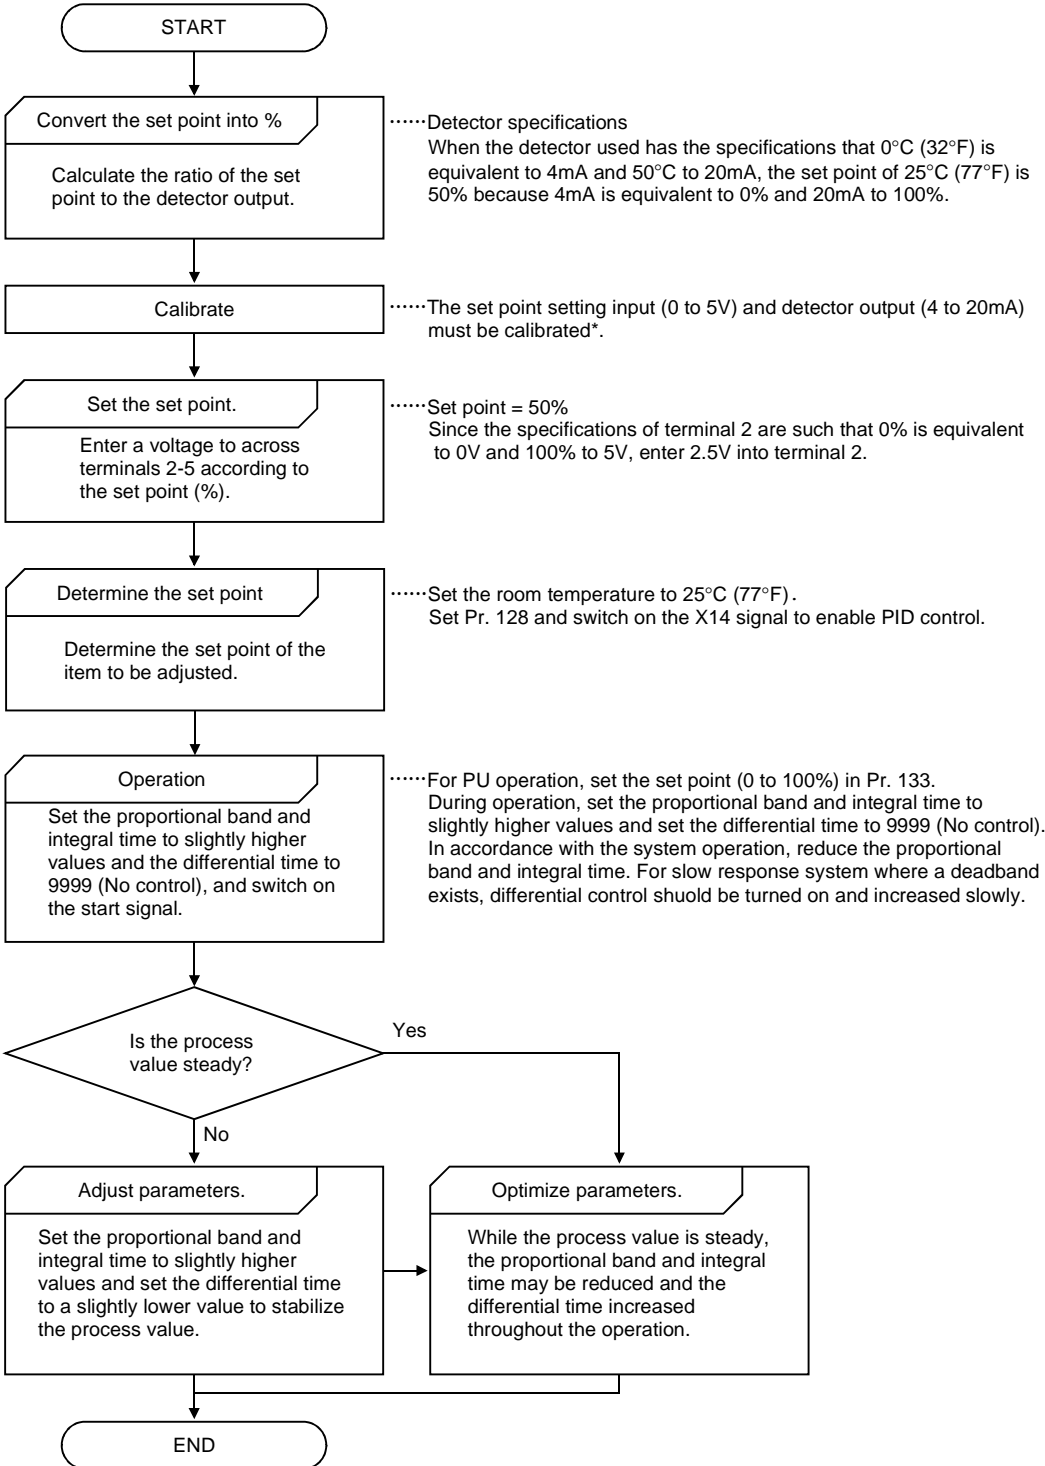 START
Convert the set point into %
Calculate the ratio of the set
point to the detector output.
······Detector specifications
When the detector used has the specifications that 0°C (32°F) is
equivalent to 4mA and 50°C to 20mA, the set point of 25°C (77°F) is
50% because 4mA is equivalent to 0% and 20mA to 100%.
Calibrate
······The set point setting input (0 to 5V) and detector output (4 to 20mA)
must be calibrated*.
Set the set point.
Enter a voltage to across
terminals 2-5 according to
the set point (%).
······Set point = 50%
Since the specifications of terminal 2 are such that 0% is equivalent
to 0V and 100% to 5V, enter 2.5V into terminal 2.
Determine the set point
Determine the set point of the
item to be adjusted.
······Set the room temperature to 25°C (77°F).
Set Pr. 128 and switch on the X14 signal to enable PID control.
Operation
Set the proportional band and
integral time to slightly higher
values and the differential time to
9999 (No control), and switch on
the start signal.
······For PU operation, set the set point (0 to 100%) in Pr. 133.
During operation, set the proportional band and integral time to
slightly higher values and set the differential time to 9999 (No control).
In accordance with the system operation, reduce the proportional
band and integral time. For slow response system where a deadband
exists, differential control shuold be turned on and increased slowly.
Is the process
value steady?
Yes
No
Adjust parameters.
Set the proportional band and
integral time to slightly higher
values and set the differential time
to a slightly lower value to stabilize
the process value.
Optimize parameters.
While the process value is steady,
the proportional band and integral
time may be reduced and the
differential time increased
throughout the operation.
END